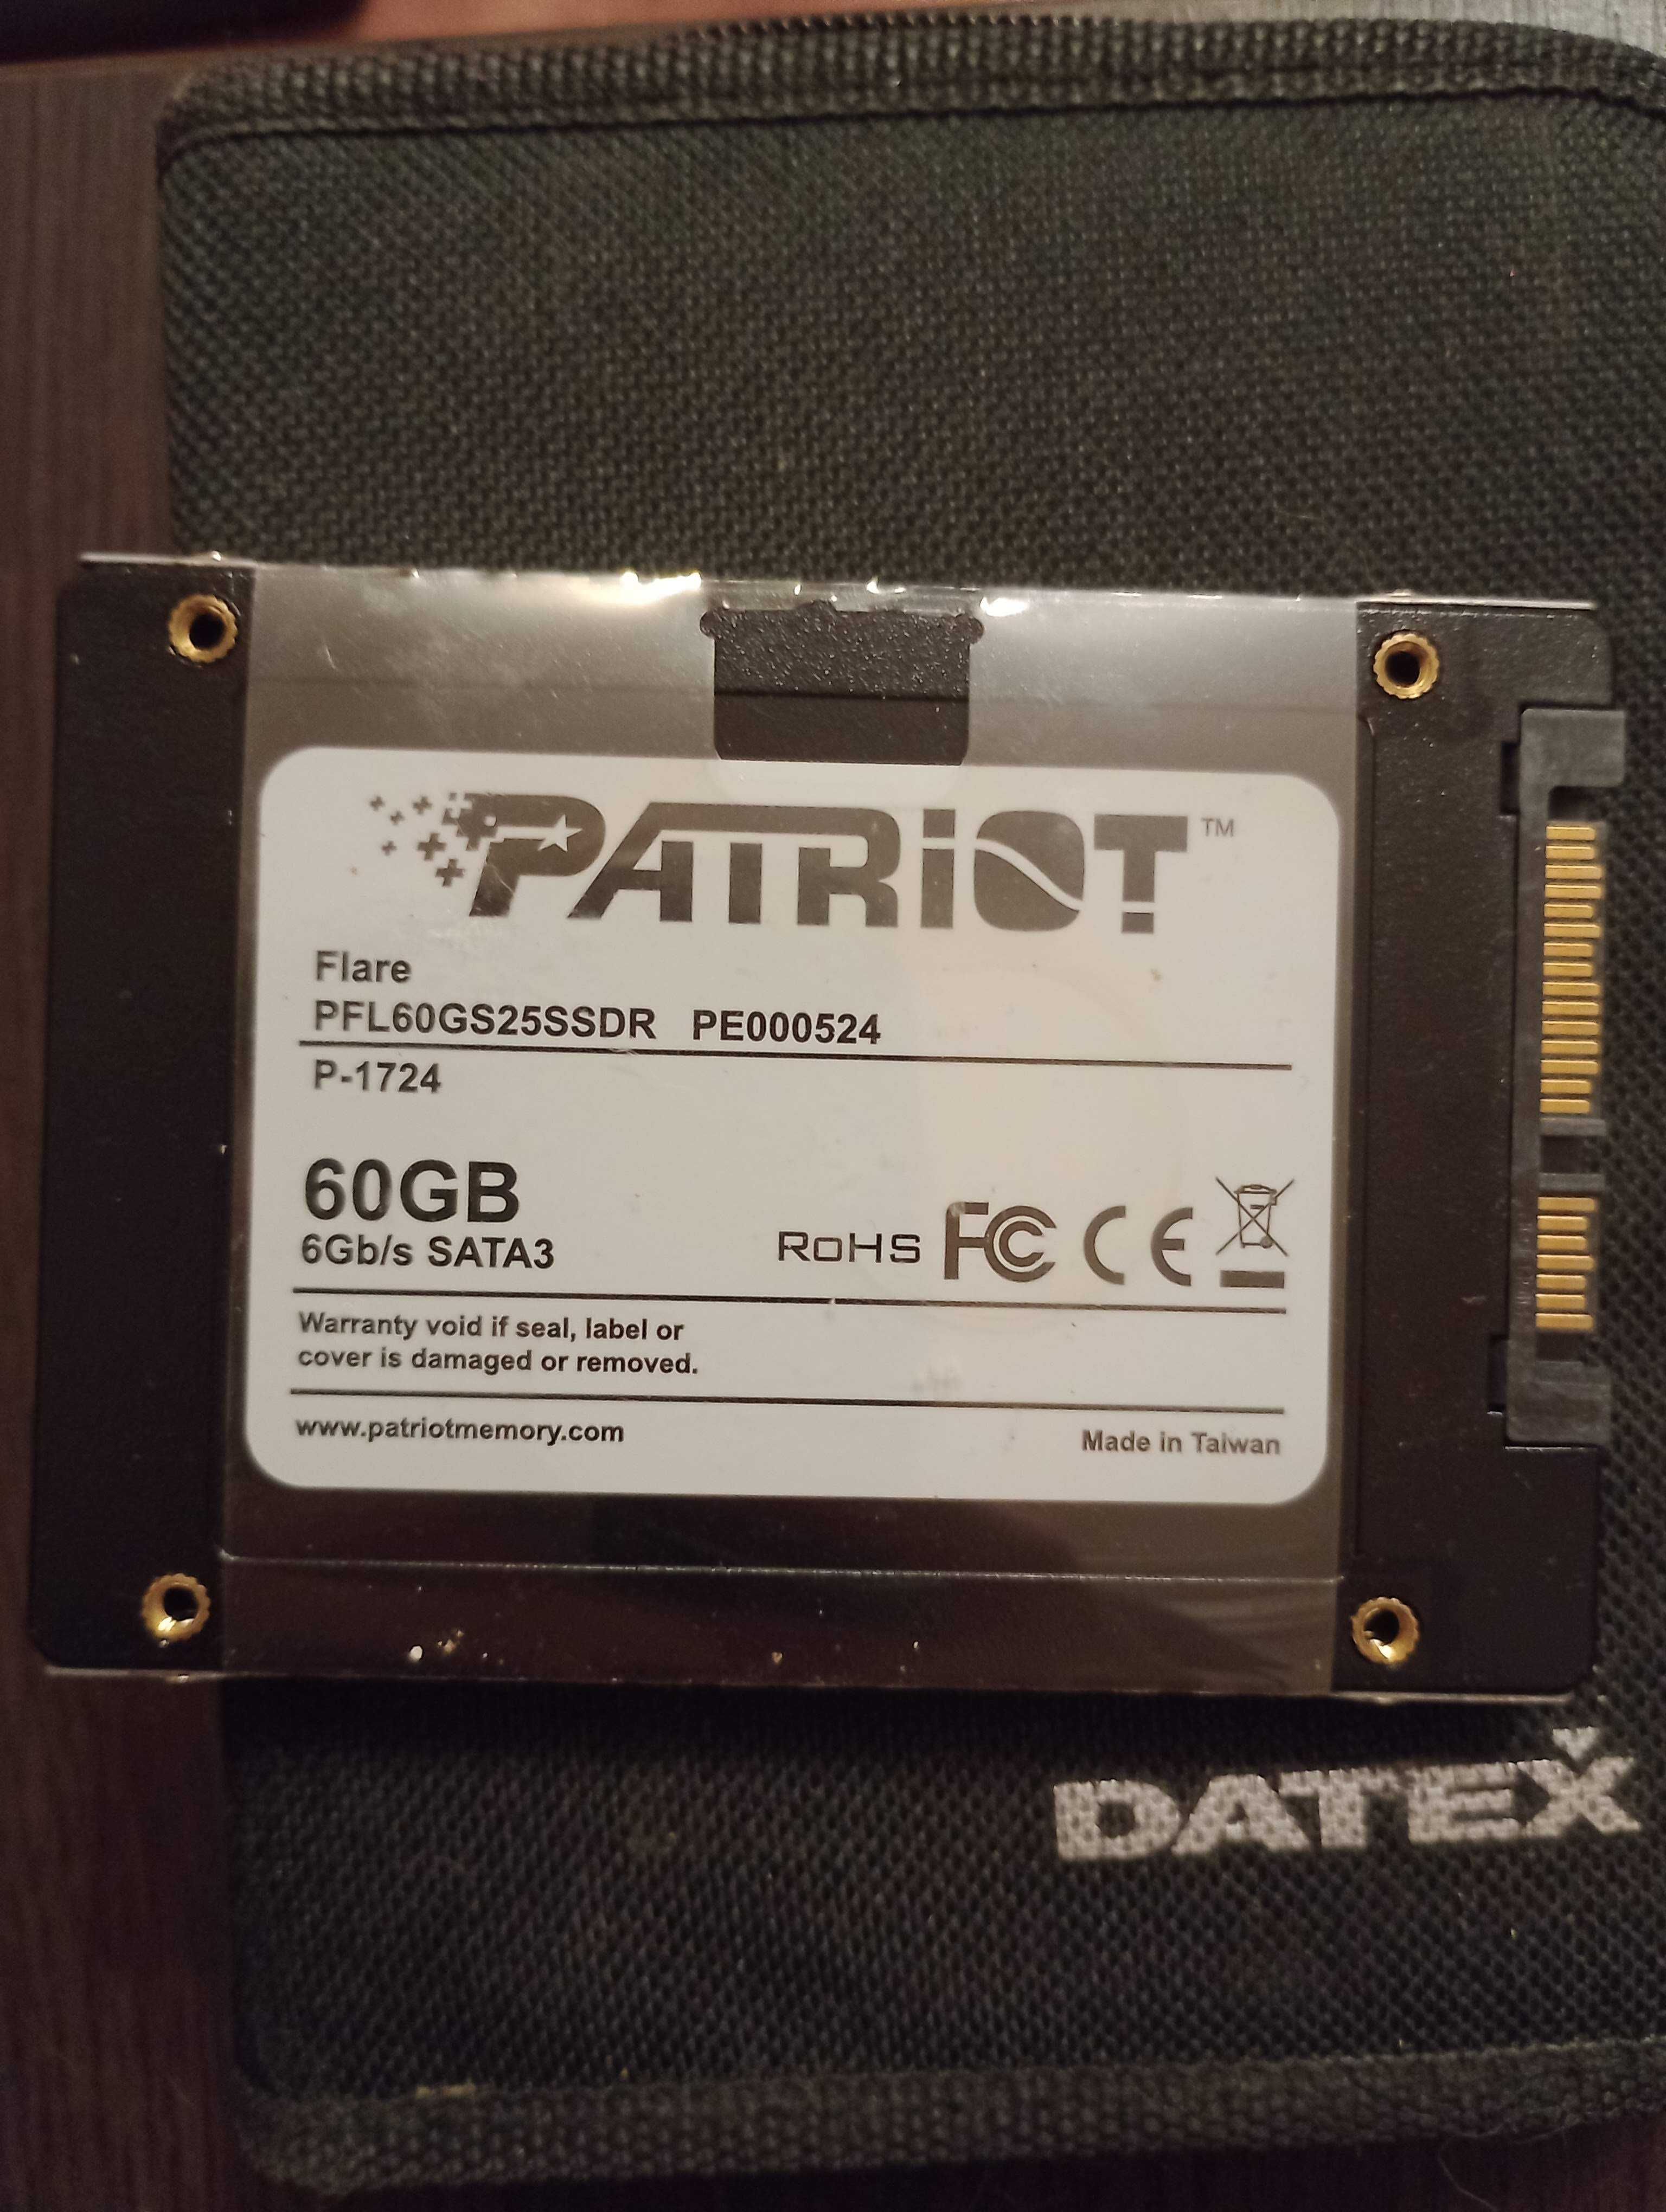 PATRIOT™
Flare
PFL60GS25SSDR PE000524
P-1724
60GB
6Gb/s SATA3
RoHS FC CE
Warranty void if seal, label or
cover is damaged or removed.
www.patriotmemory.com
Made in Taiwan
DATEX